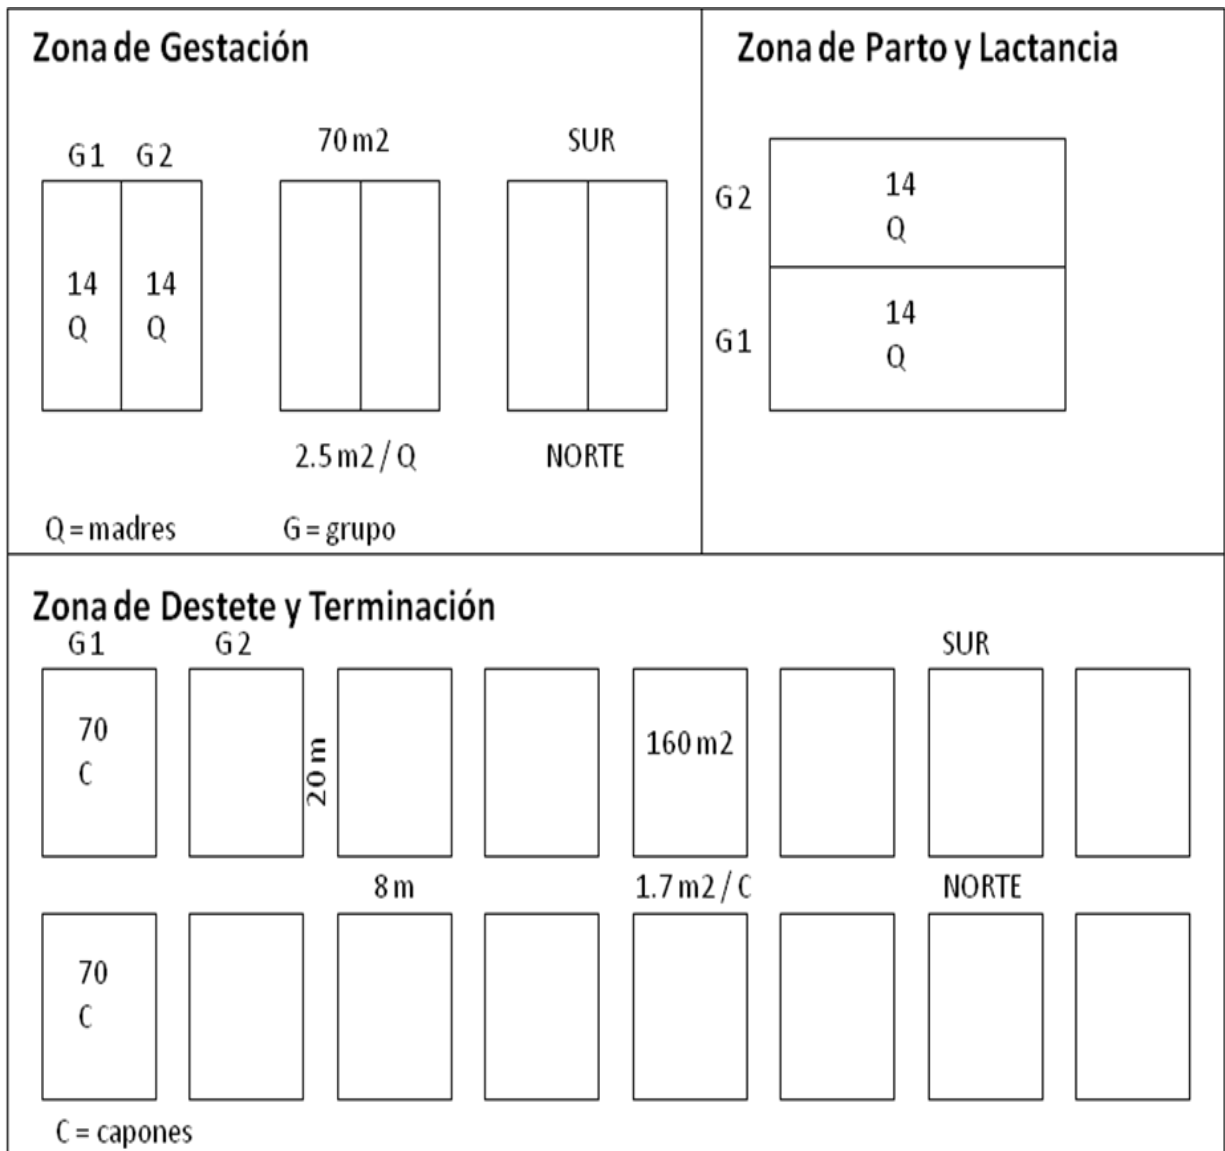 Zona de Gestación
70 m2
SUR
G1 G2
14 14
Q Q
2.5 m2 / Q
NORTE
Q = madres
G = grupo
Zona de Parto y Lactancia
G2
14
Q
G1
14
Q
Zona de Destete y Terminación
G1
G2
SUR
70
C
20 m
160 m2
8 m
1.7 m2 / C
NORTE
70
C
C = capones